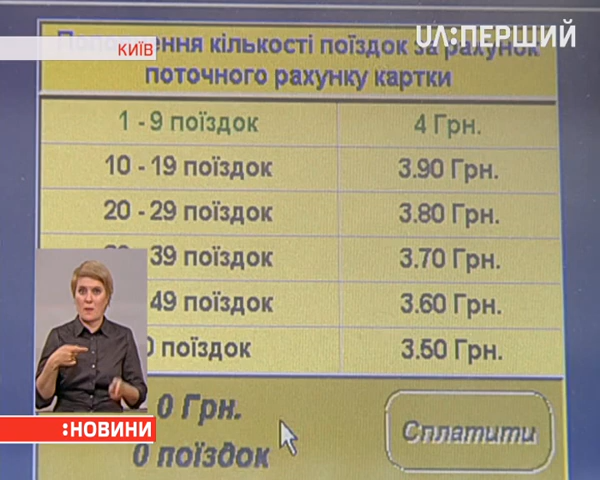 UA:ПЕРШИЙ
КИЇВ
кількості поїздок за рахунок
поточного рахунку картки
1 - 9 поїздок 4 Грн.
10 - 19 поїздок 3.90 Грн.
20 - 29 поїздок 3.80 Грн.
39 поїздок 3.70 Грн.
49 поїздок 3.60 Грн.
поїздок 3.50 Грн.
0 Грн.
0 поїздок
Сплатити
:НОВИНИ